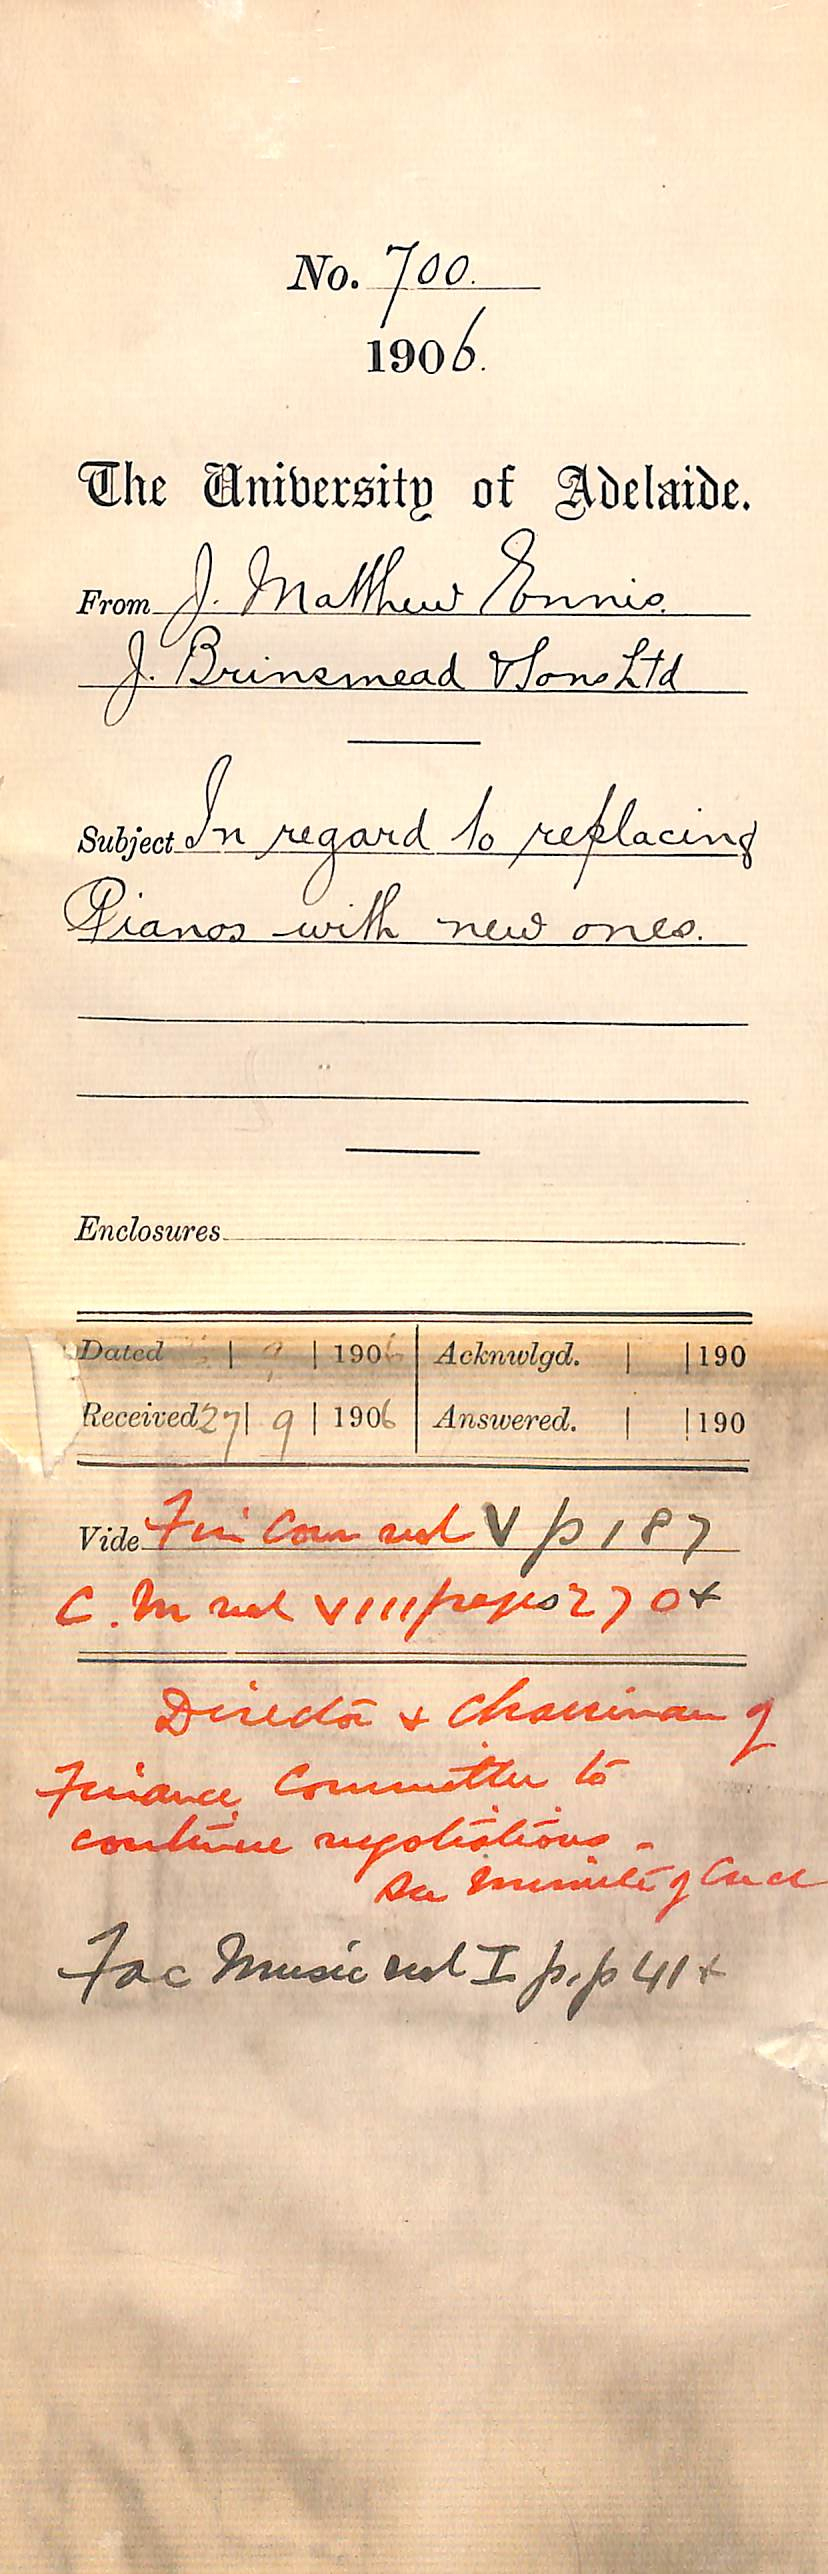 No. 700.
1906.
The University of Adelaide.
From J. Matthew Ennis.
J. Brinsmead & Sons Ltd
Subject In regard to replacing
Pianos with new ones.
Enclosures
Dated | 9 | 1906 Acknwlgd. | | 190
Received 27 | 9 | 1906 Answered. | | 190
Vide Fin Com vol V p 187
C.M vol VIII pages 270+
Director & Chairman of
Finance Committee to
continue negotiations.
See Minute of
Fac Music vol I p.p 41+